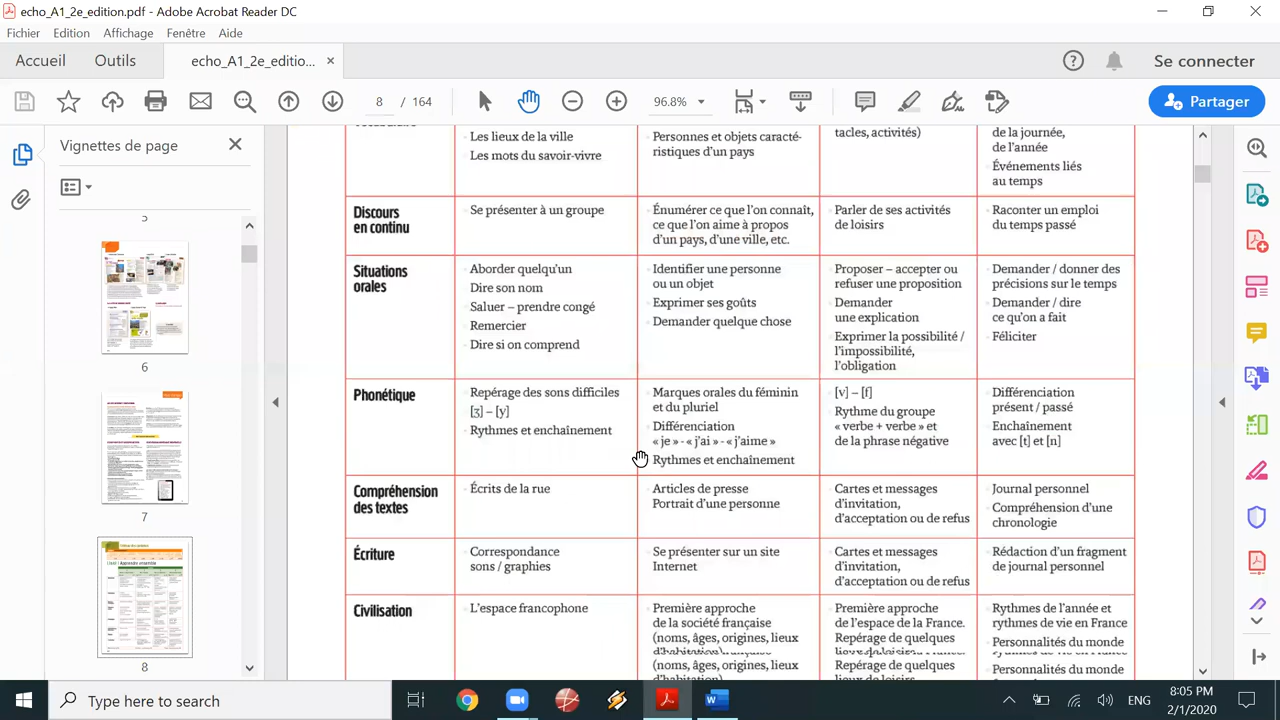 echo_A1_2e_edition.pdf - Adobe Acrobat Reader DC
Fichier Edition Affichage Fenêtre Aide
Accueil Outils echo_A1_2e_editio... × Se connecter
8 / 164 96.8% Partager
Vignettes de page
5
6
7
8
Les lieux de la ville
Les mots du savoir-vivre
Personnes et objets caracté-
ristiques d'un pays
tacles, activités)
de la journée,
de l'année
Événements liés
au temps
Discours
en continu
Se présenter à un groupe
Énumérer ce que l'on connaît,
ce que l'on aime à propos
d'un pays, d'une ville, etc.
Parler de ses activités
de loisirs
Raconter un emploi
du temps passé
Situations
orales
Aborder quelqu'un
Dire son nom
Saluer – prendre congé
Remercier
Dire si on comprend
Identifier une personne
ou un objet
Exprimer ses goûts
Demander quelque chose
Proposer – accepter ou
refuser une proposition
Demander
une explication
Exprimer la possibilité /
l'impossibilité,
l'obligation
Demander / donner des
précisions sur le temps
Demander / dire
ce qu'on a fait
Féliciter
Phonétique
Repérage des sons difficiles
[ʒ] – [y]
Rythmes et enchaînement
Marques orales du féminin
et du pluriel
Différenciation
« je » - « j'ai » - « j'aime »
Rythmes et enchaînement
[v] – [f]
Rythme du groupe
« verbe + verbe » et
de la phrase négative
Différenciation
présent / passé
Enchaînement
avec [t] et [n]
Compréhension
des textes
Écrits de la rue
Articles de presse
Portrait d'une personne
Cartes et messages
d'invitation,
d'acceptation ou de refus
Journal personnel
Compréhension d'une
chronologie
Écriture
Correspondance
sons / graphies
Se présenter sur un site
Internet
Cartes et messages
d'invitation,
d'acceptation ou de refus
Rédaction d'un fragment
de journal personnel
Civilisation
L'espace francophone
Première approche
de la société française
(noms, âges, origines, lieux
(noms, âges, origines, lieux
d'habitation)
Première approche
de l'espace de la France.
Repérage de quelques
Repérage de quelques
lieux de loisirs
Rythmes de l'année et
rythmes de vie en France
Personnalités du monde
Personnalités du monde
Type here to search
ENG
8:05 PM
2/1/2020